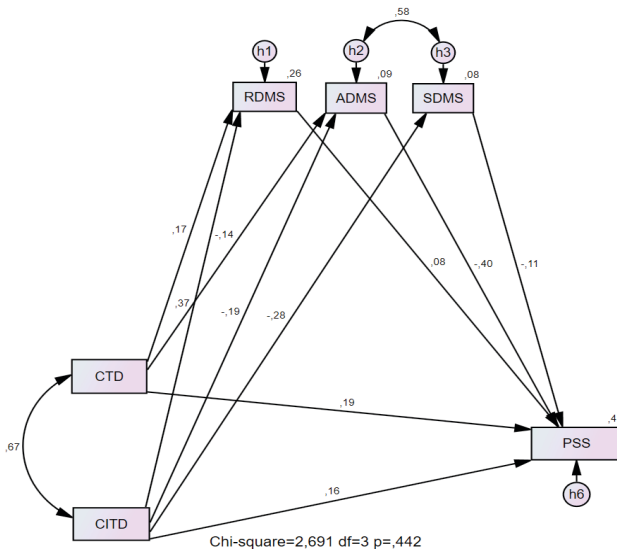 ,58
h1
h2
h3
,26
,09
,08
RDMS
ADMS
SDMS
,17
-,14
,37
-,19
-,28
,08
-,40
-,11
CTD
,19
,67
,16
CITD
PSS
h6
Chi-square=2,691 df=3 p=,442